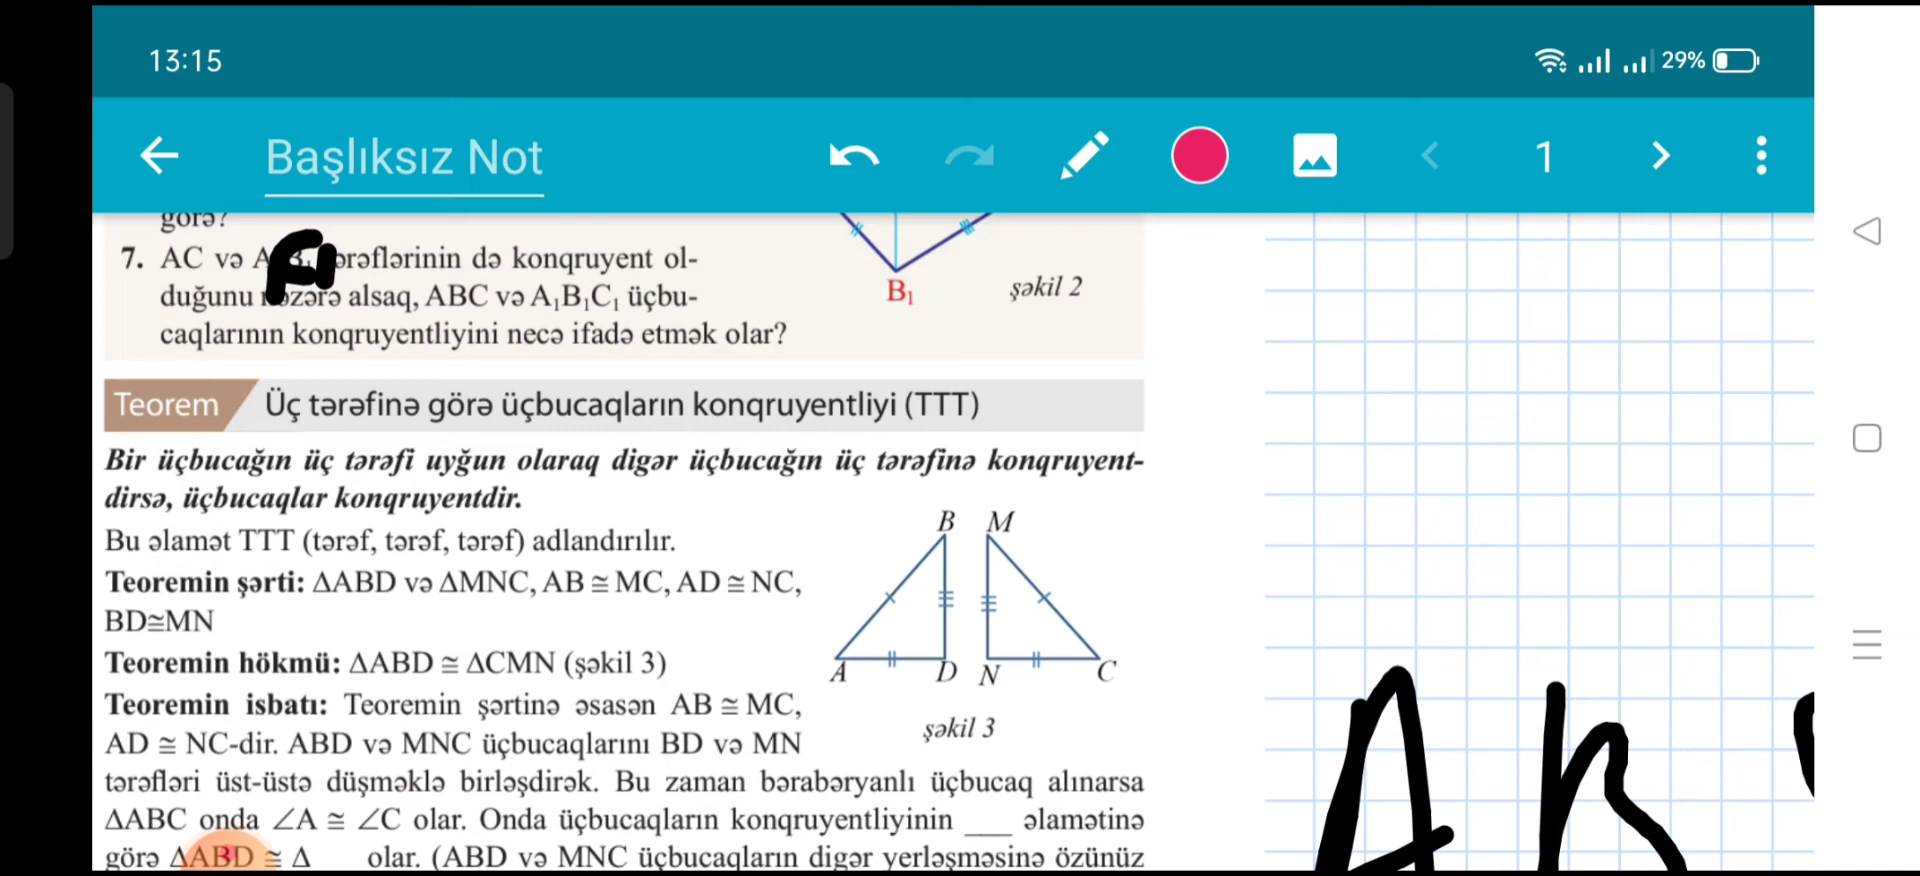 13:15
29%
Başlıksız Not
1
görə?
7. AC və A B₁ tərəflərinin də konqruyent ol-
duğunu nəzərə alsaq, ABC və A₁B₁C₁ üçbu-
caqlarının konqruyentliyini necə ifadə etmək olar?
B₁
şəkil 2
Teorem Üç tərəfinə görə üçbucaqların konqruyentliyi (TTT)
Bir üçbucağın üç tərəfi uyğun olaraq digər üçbucağın üç tərəfinə konqruyent-
dirsə, üçbucaqlar konqruyentdir.
Bu əlamət TTT (tərəf, tərəf, tərəf) adlandırılır.
Teoremin şərti: ΔABD və ΔMNC, AB ≅ MC, AD ≅ NC,
BD≅MN
Teoremin hökmü: ΔABD ≅ ΔCMN (şəkil 3)
Teoremin isbatı: Teoremin şərtinə əsasən AB ≅ MC,
AD ≅ NC-dir. ABD və MNC üçbucaqlarını BD və MN
tərəfləri üst-üstə düşməklə birləşdirək. Bu zaman bərabəryanlı üçbucaq alınarsa
ΔABC onda ∠A ≅ ∠C olar. Onda üçbucaqların konqruyentliyinin ___ əlamətinə
görə ΔABD ≅ Δ olar. (ABD və MNC üçbucaqların digər yerləşməsinə özünüz
B M
A D N C
şəkil 3
A